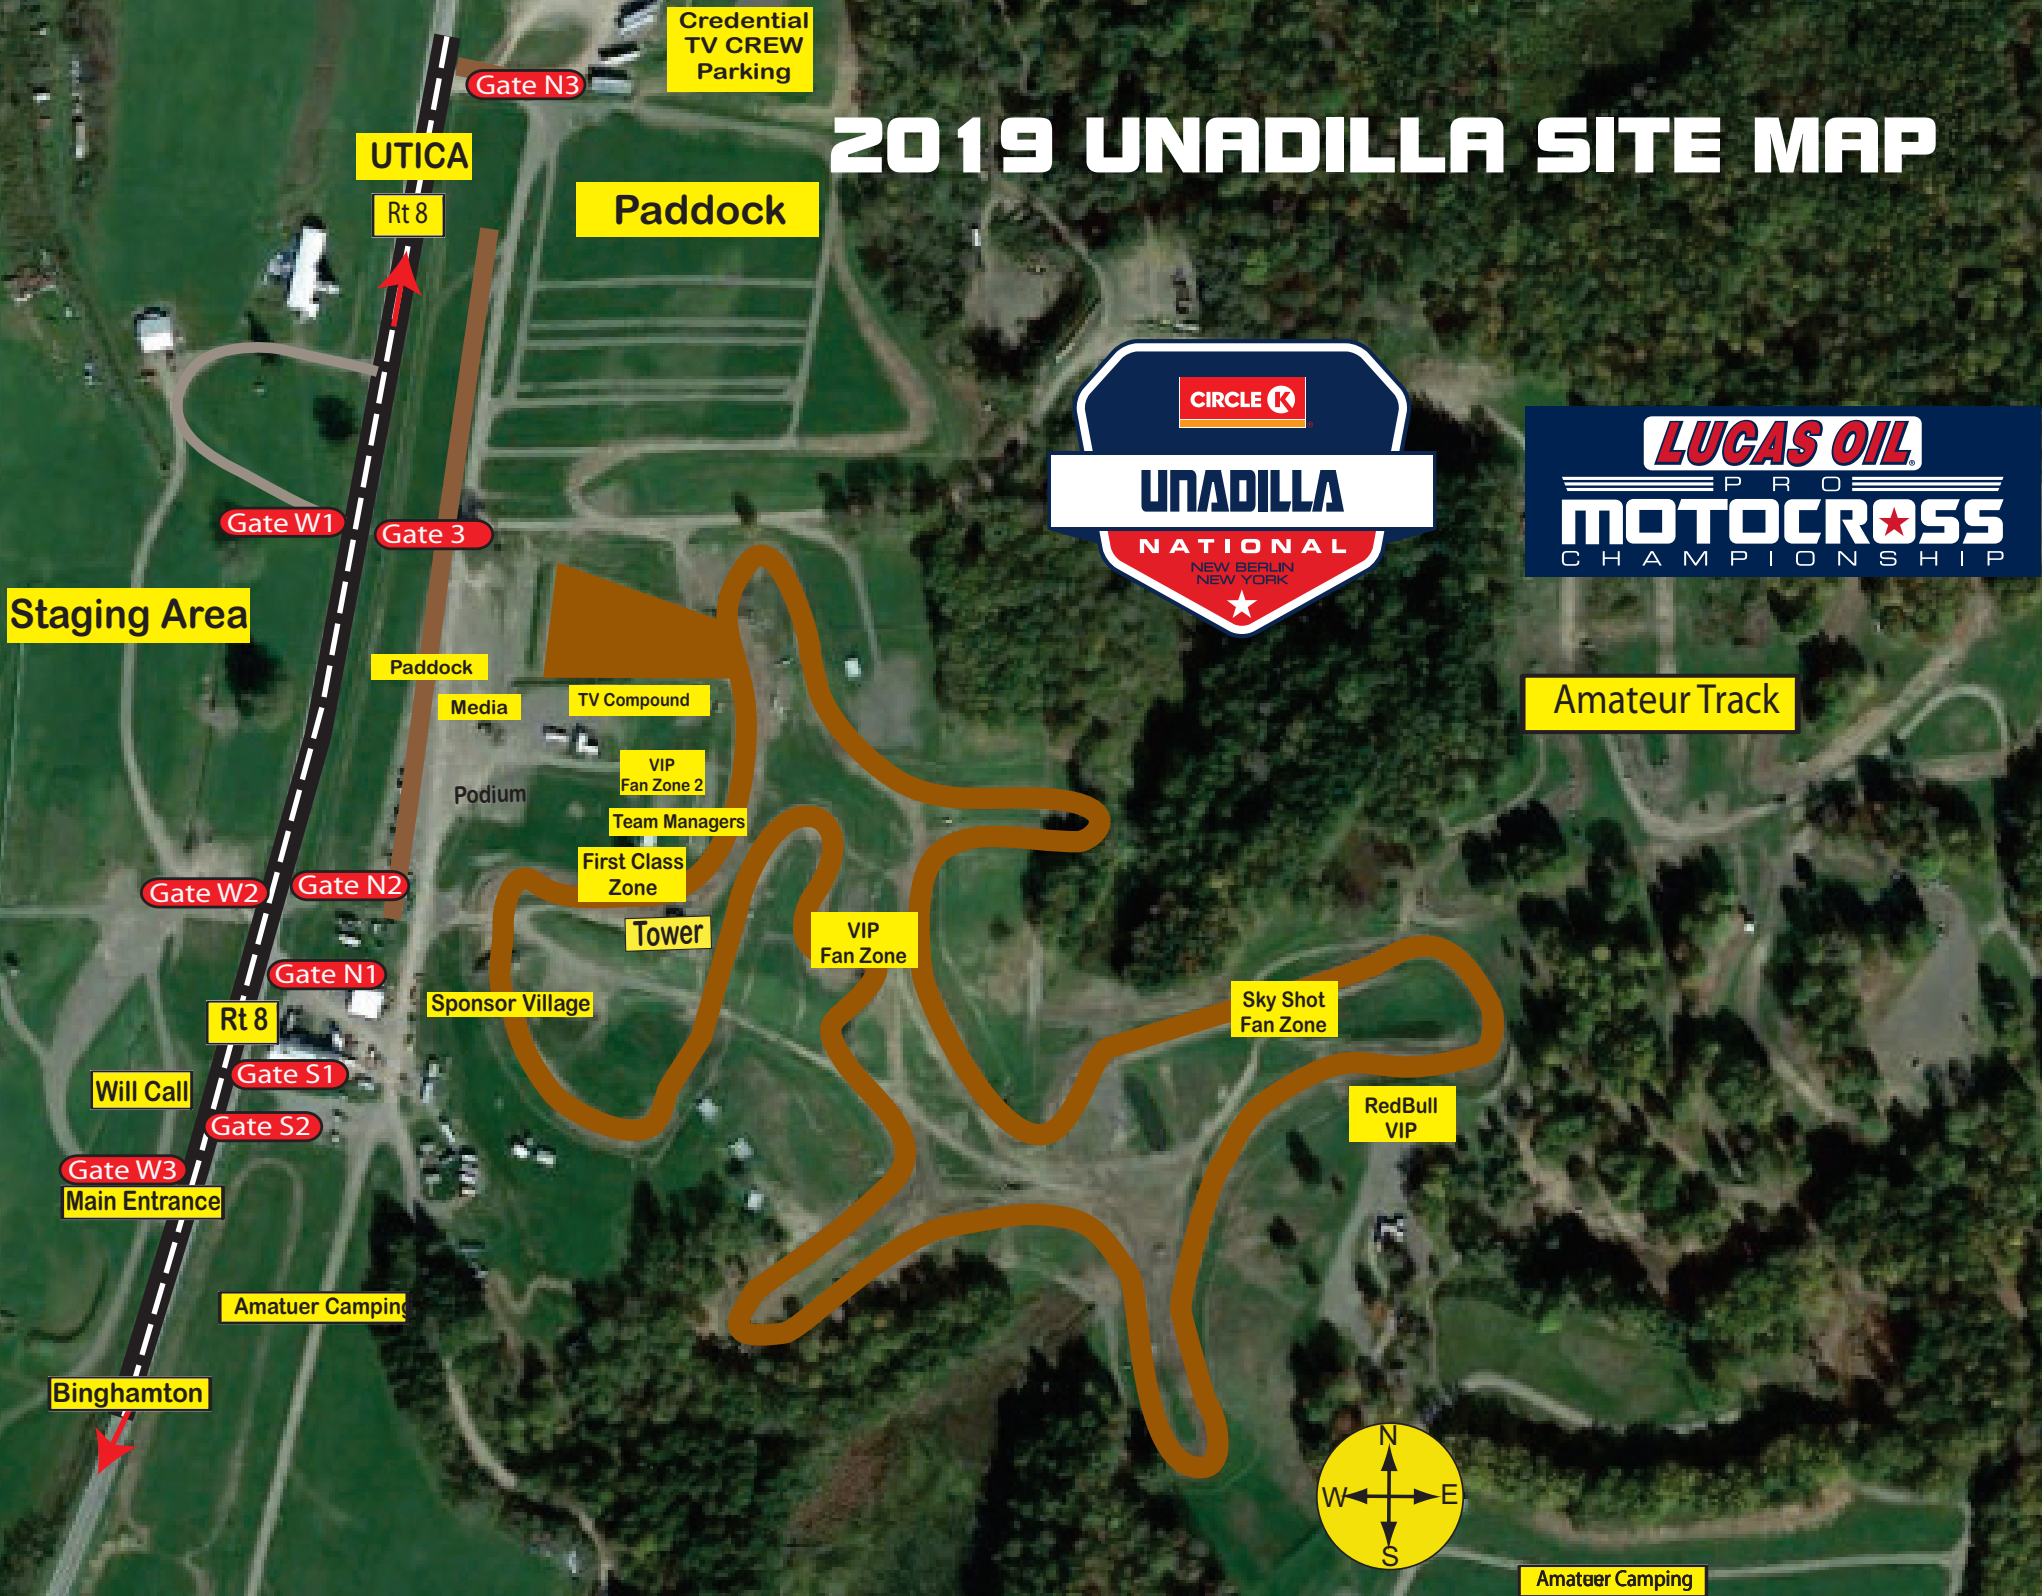 Credential
TV CREW
Parking
Gate N3
2019 UNADILLA SITE MAP
UTICA
Rt 8
Paddock
CIRCLE K
UNADILLA
NATIONAL
NEW BERLIN
NEW YORK
LUCAS OIL
PRO
MOTOCROSS
CHAMPIONSHIP
Gate W1
Gate 3
Staging Area
Paddock
Media
TV Compound
Amateur Track
VIP
Fan Zone 2
Podium
Team Managers
First Class
Zone
Gate W2
Gate N2
Tower
VIP
Fan Zone
Gate N1
Sponsor Village
Sky Shot
Fan Zone
Rt 8
Gate S1
Will Call
RedBull
VIP
Gate S2
Gate W3
Main Entrance
Amatuer Camping
Binghamton
N
W
E
S
Amatuer Camping